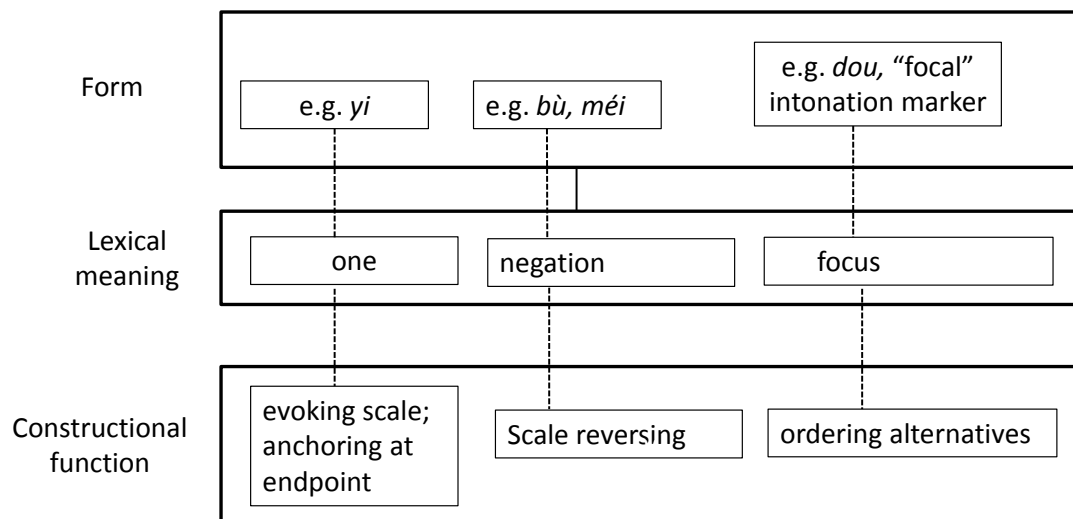 Form
e.g. yi
e.g. bù, méi
e.g. dou, “focal”
intonation marker
Lexical
meaning
one
negation
focus
Constructional
function
evoking scale;
anchoring at
endpoint
Scale reversing
ordering alternatives